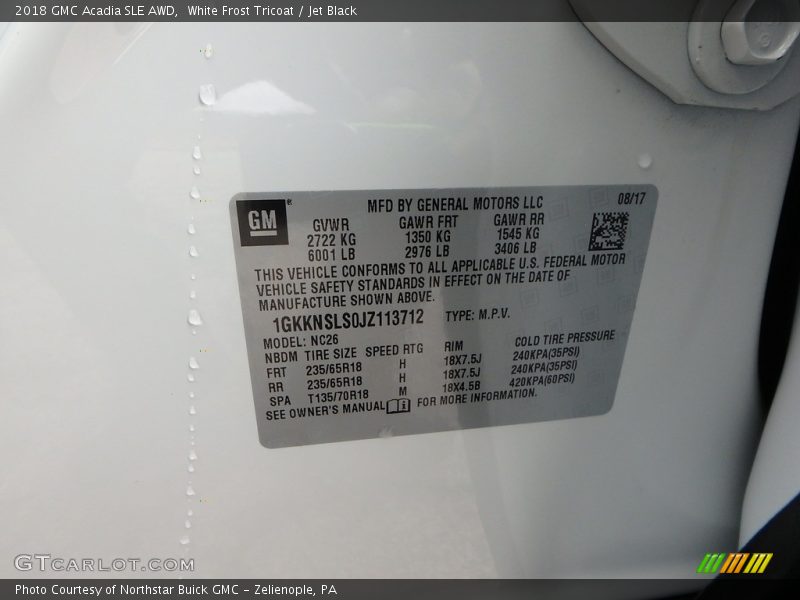 2018 GMC Acadia SLE AWD,  White Frost Tricoat / Jet Black
GM ® MFD BY GENERAL MOTORS LLC 08/17
GVWR GAWR FRT GAWR RR
2722 KG 1350 KG 1545 KG
6001 LB 2976 LB 3406 LB
THIS VEHICLE CONFORMS TO ALL APPLICABLE U.S. FEDERAL MOTOR
VEHICLE SAFETY STANDARDS IN EFFECT ON THE DATE OF
MANUFACTURE SHOWN ABOVE.
1GKKNSLS0JZ113712 TYPE: M.P.V.
MODEL: NC26
NBDM TIRE SIZE SPEED RTG RIM COLD TIRE PRESSURE
FRT 235/65R18 H 18X7.5J 240KPA(35PSI)
RR 235/65R18 H 18X7.5J 240KPA(35PSI)
SPA T135/70R18 M 18X4.5B 420KPA(60PSI)
SEE OWNER'S MANUAL FOR MORE INFORMATION.
GTCARLOT.COM
Photo Courtesy of Northstar Buick GMC - Zelienople, PA